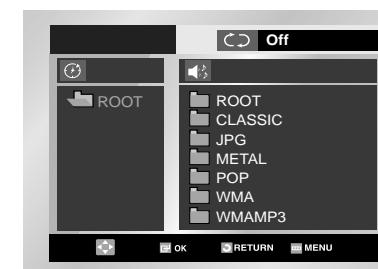 Off
ROOT
ROOT
CLASSIC
JPG
METAL
POP
WMA
WMAMP3
OK RETURN MENU